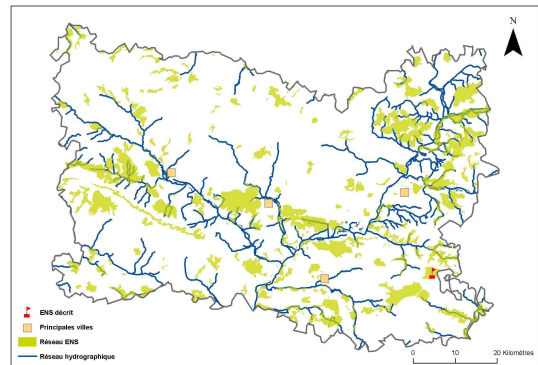 N
ENS décrit
Principales villes
Réseau ENS
Réseau hydrographique
0 10 20 Kilomètres